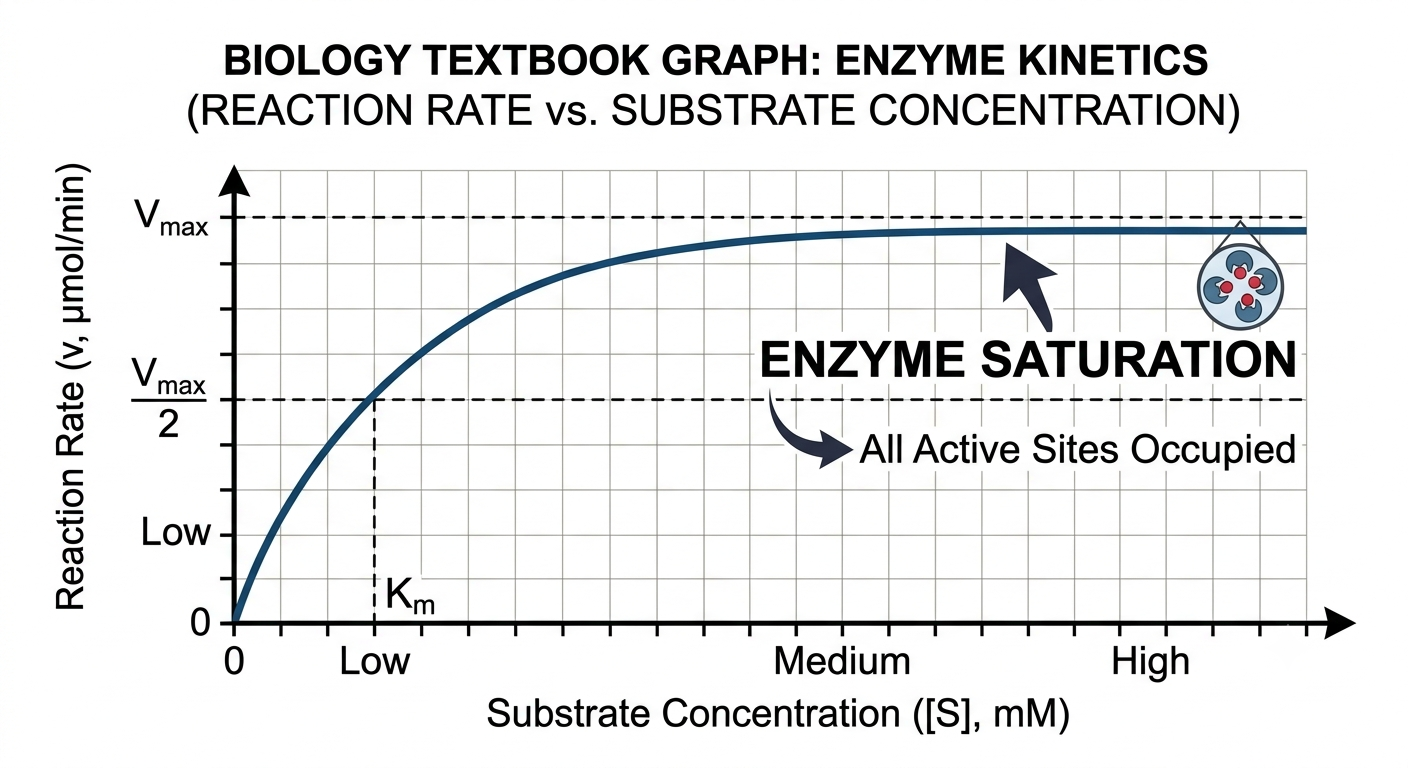 BIOLOGY TEXTBOOK GRAPH: ENZYME KINETICS
(REACTION RATE vs. SUBSTRATE CONCENTRATION)
Reaction Rate (v, μmol/min)
Vmax
Vmax
2
Low
0
ENZYME SATURATION
All Active Sites Occupied
Km
0 Low Medium High
Substrate Concentration ([S], mM)